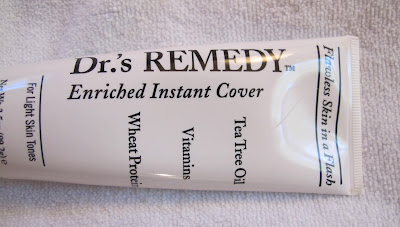 Dr.'s REMEDY™
Enriched Instant Cover
Tea Tree Oil
Vitamins
Wheat Protein
For Light Skin Tones
Flawless Skin in a Flash